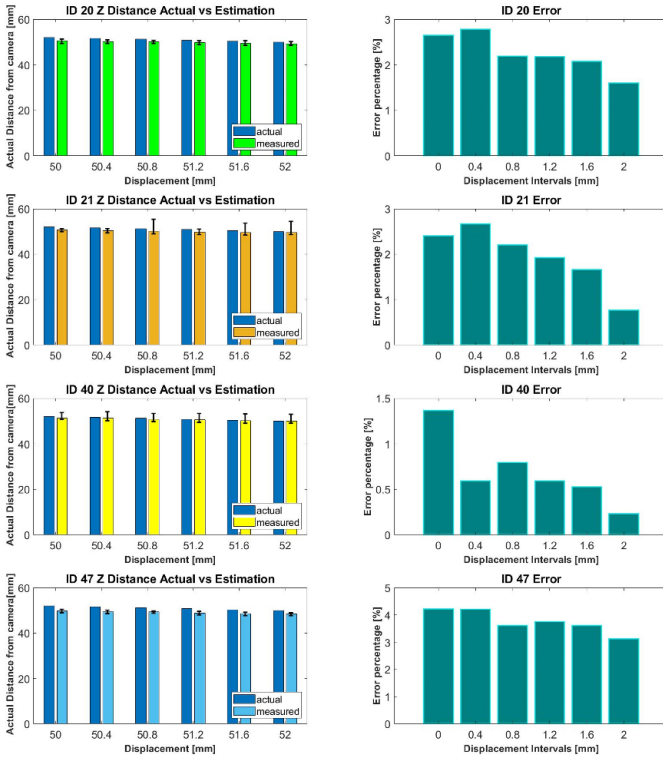 ID 20 Z Displacement Actual vs Estimation
Actual Distance from camera [mm]
60
40
20
0
actual
measured
50 50.4 50.8 51.2 51.6 52
Displacement [mm]
ID 20 Error
Error percentage [%]
3
2
1
0
0 0.4 0.8 1.2 1.6 2
Displacement Intervals [mm]
ID 21 Z Distance Actual vs Estimation
Actual Distance from camera [mm]
60
40
20
0
actual
measured
50 50.4 50.8 51.2 51.6 52
Displacement [mm]
ID 21 Error
Error percentage [%]
3
2
1
0
0 0.4 0.8 1.2 1.6 2
Displacement Intervals [mm]
ID 40 Z Distance Actual vs Estimation
Actual Distance from camera[mm]
60
40
20
0
actual
measured
50 50.4 50.8 51.2 51.6 52
Displacement [mm]
ID 40 Error
Error percentage [%]
1.5
1
0.5
0
0 0.4 0.8 1.2 1.6 2
Displacement Intervals [mm]
ID 47 Z Distance Actual vs Estimation
Actual Distance from camera[mm]
60
40
20
0
actual
measured
50 50.4 50.8 51.2 51.6 52
Displacement [mm]
ID 47 Error
Error percentage [%]
5
4
3
2
1
0
0 0.4 0.8 1.2 1.6 2
Displacement Intervals [mm]